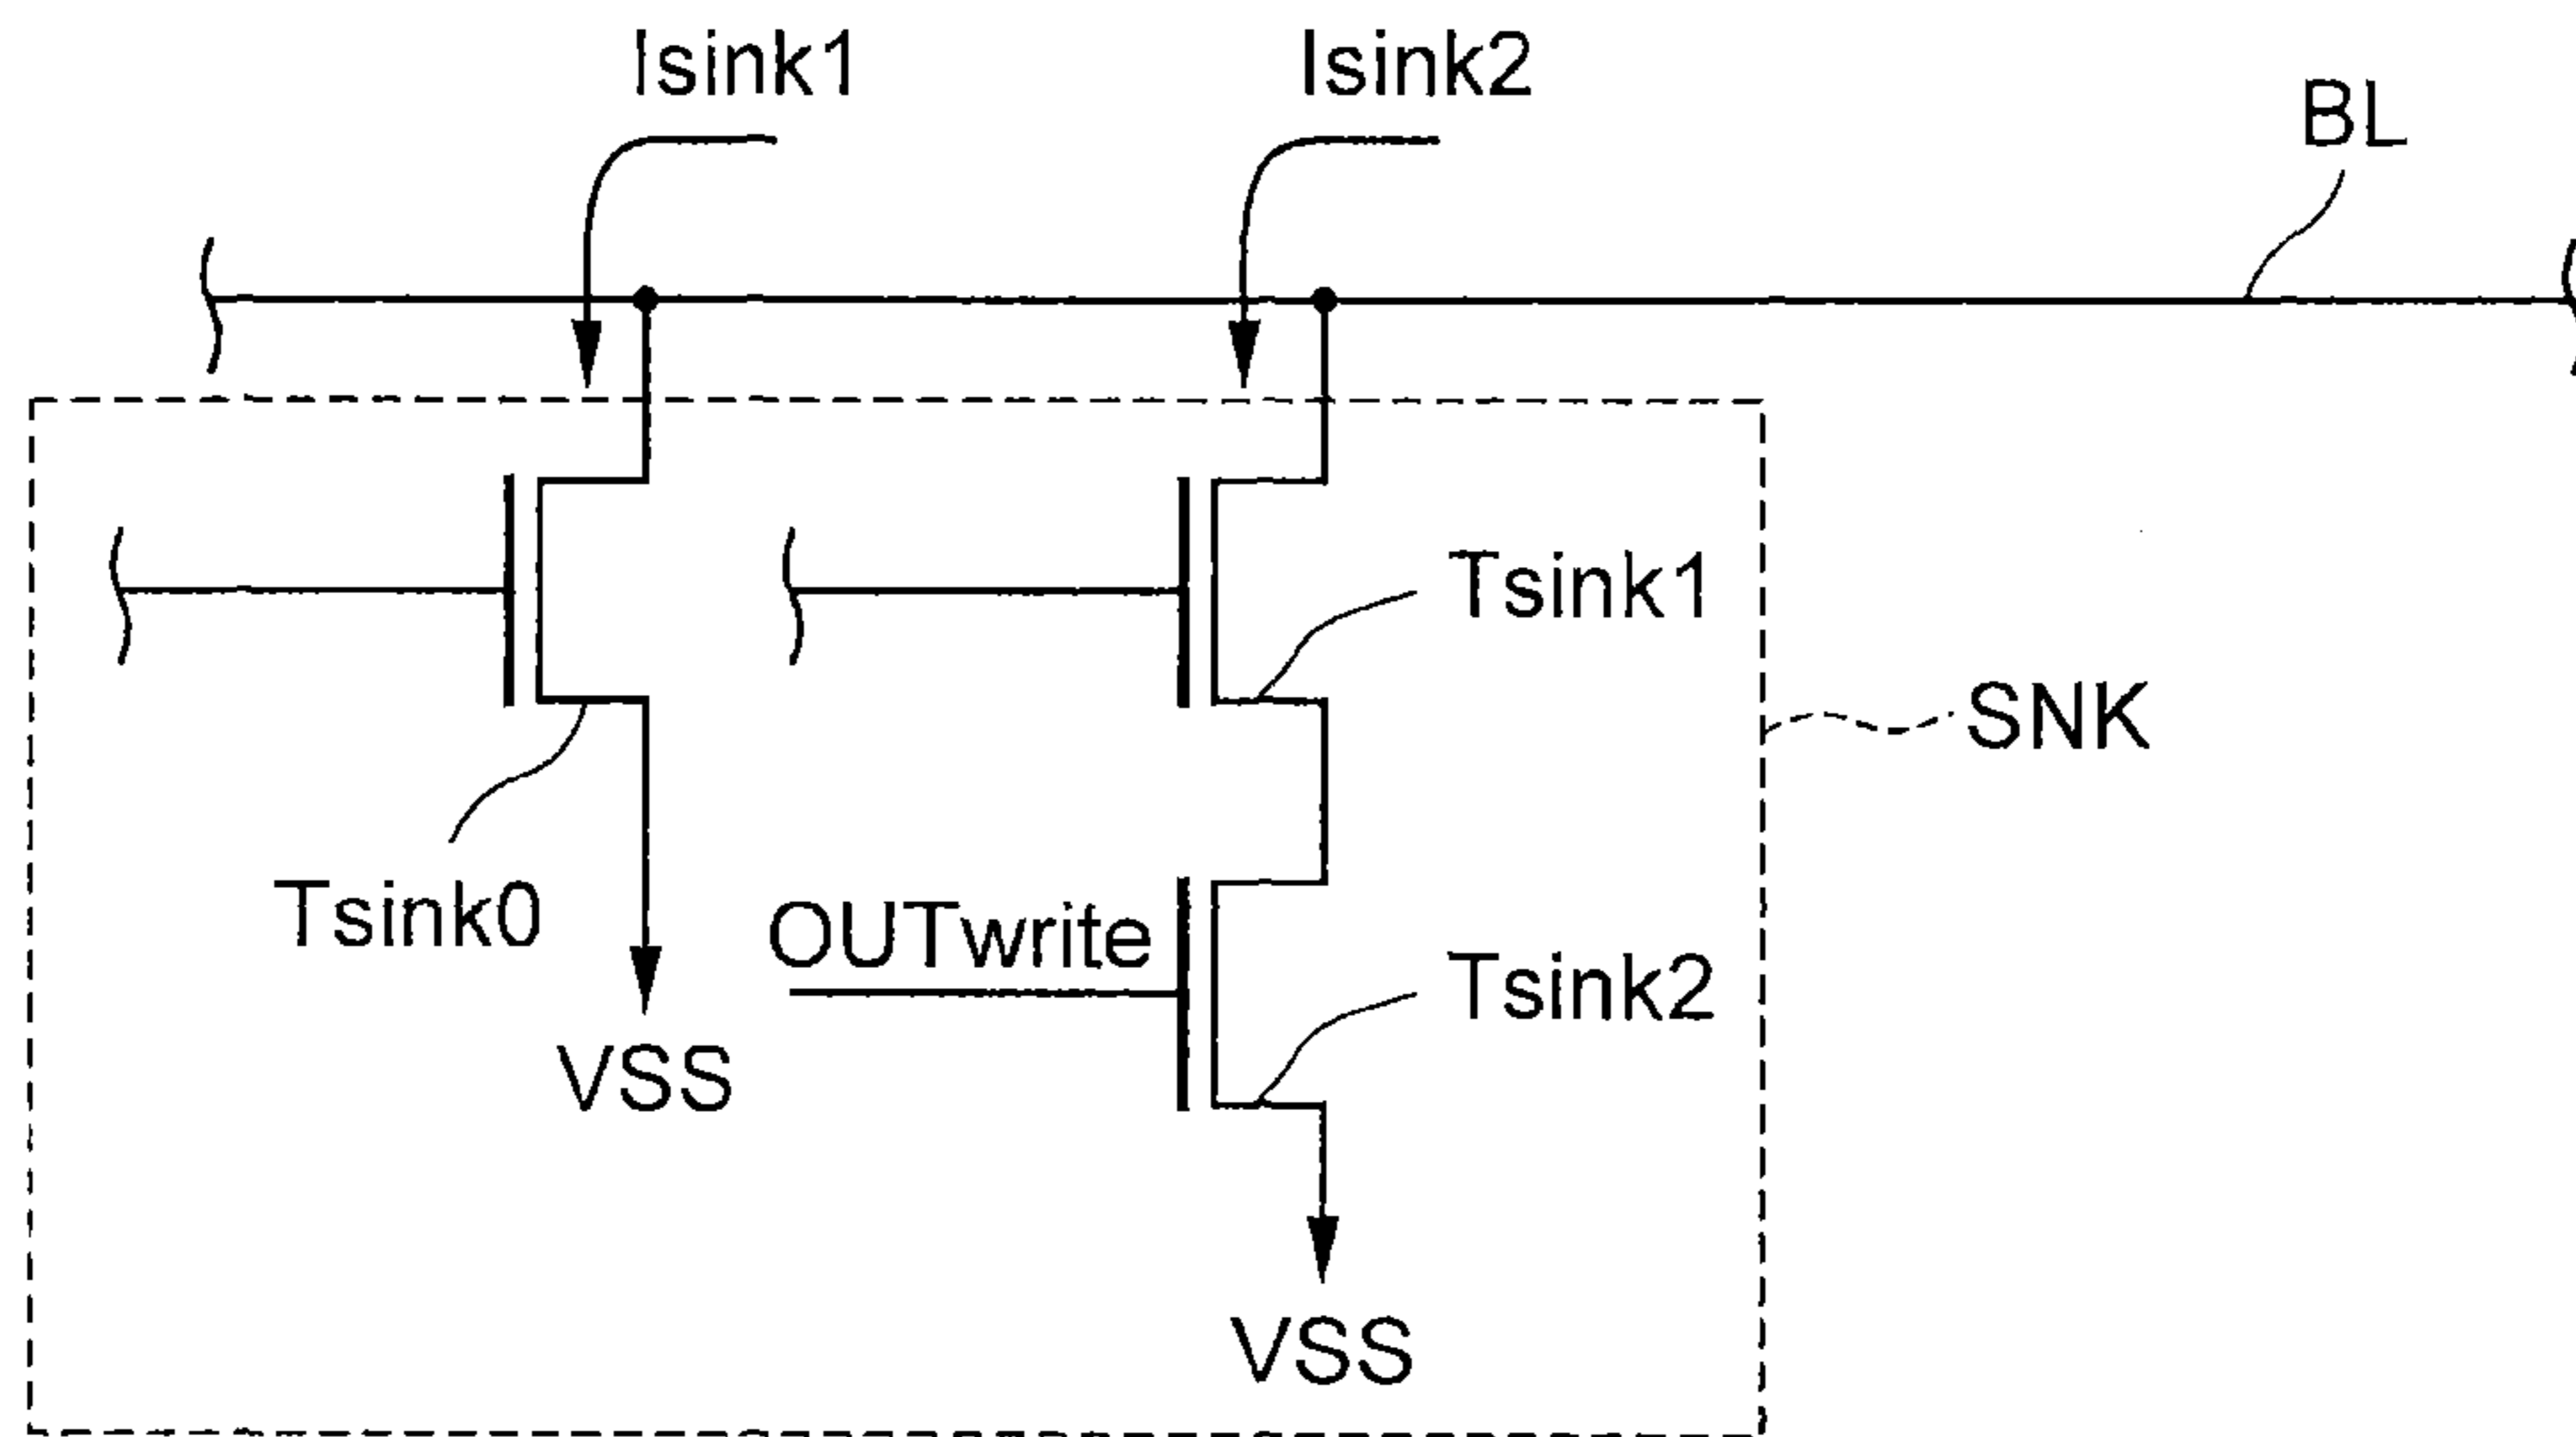 Isink1
Isink2
BL
Tsink1
SNK
Tsink0
OUTwrite
Tsink2
VSS
VSS